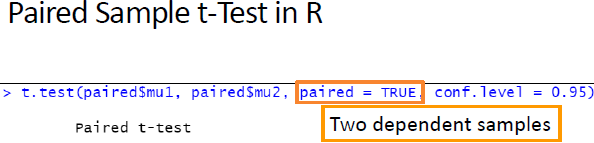 Paired Sample t-Test in R
> t.test(paired$mu1, paired$mu2, paired = TRUE, conf.level = 0.95)
Paired t-test
Two dependent samples